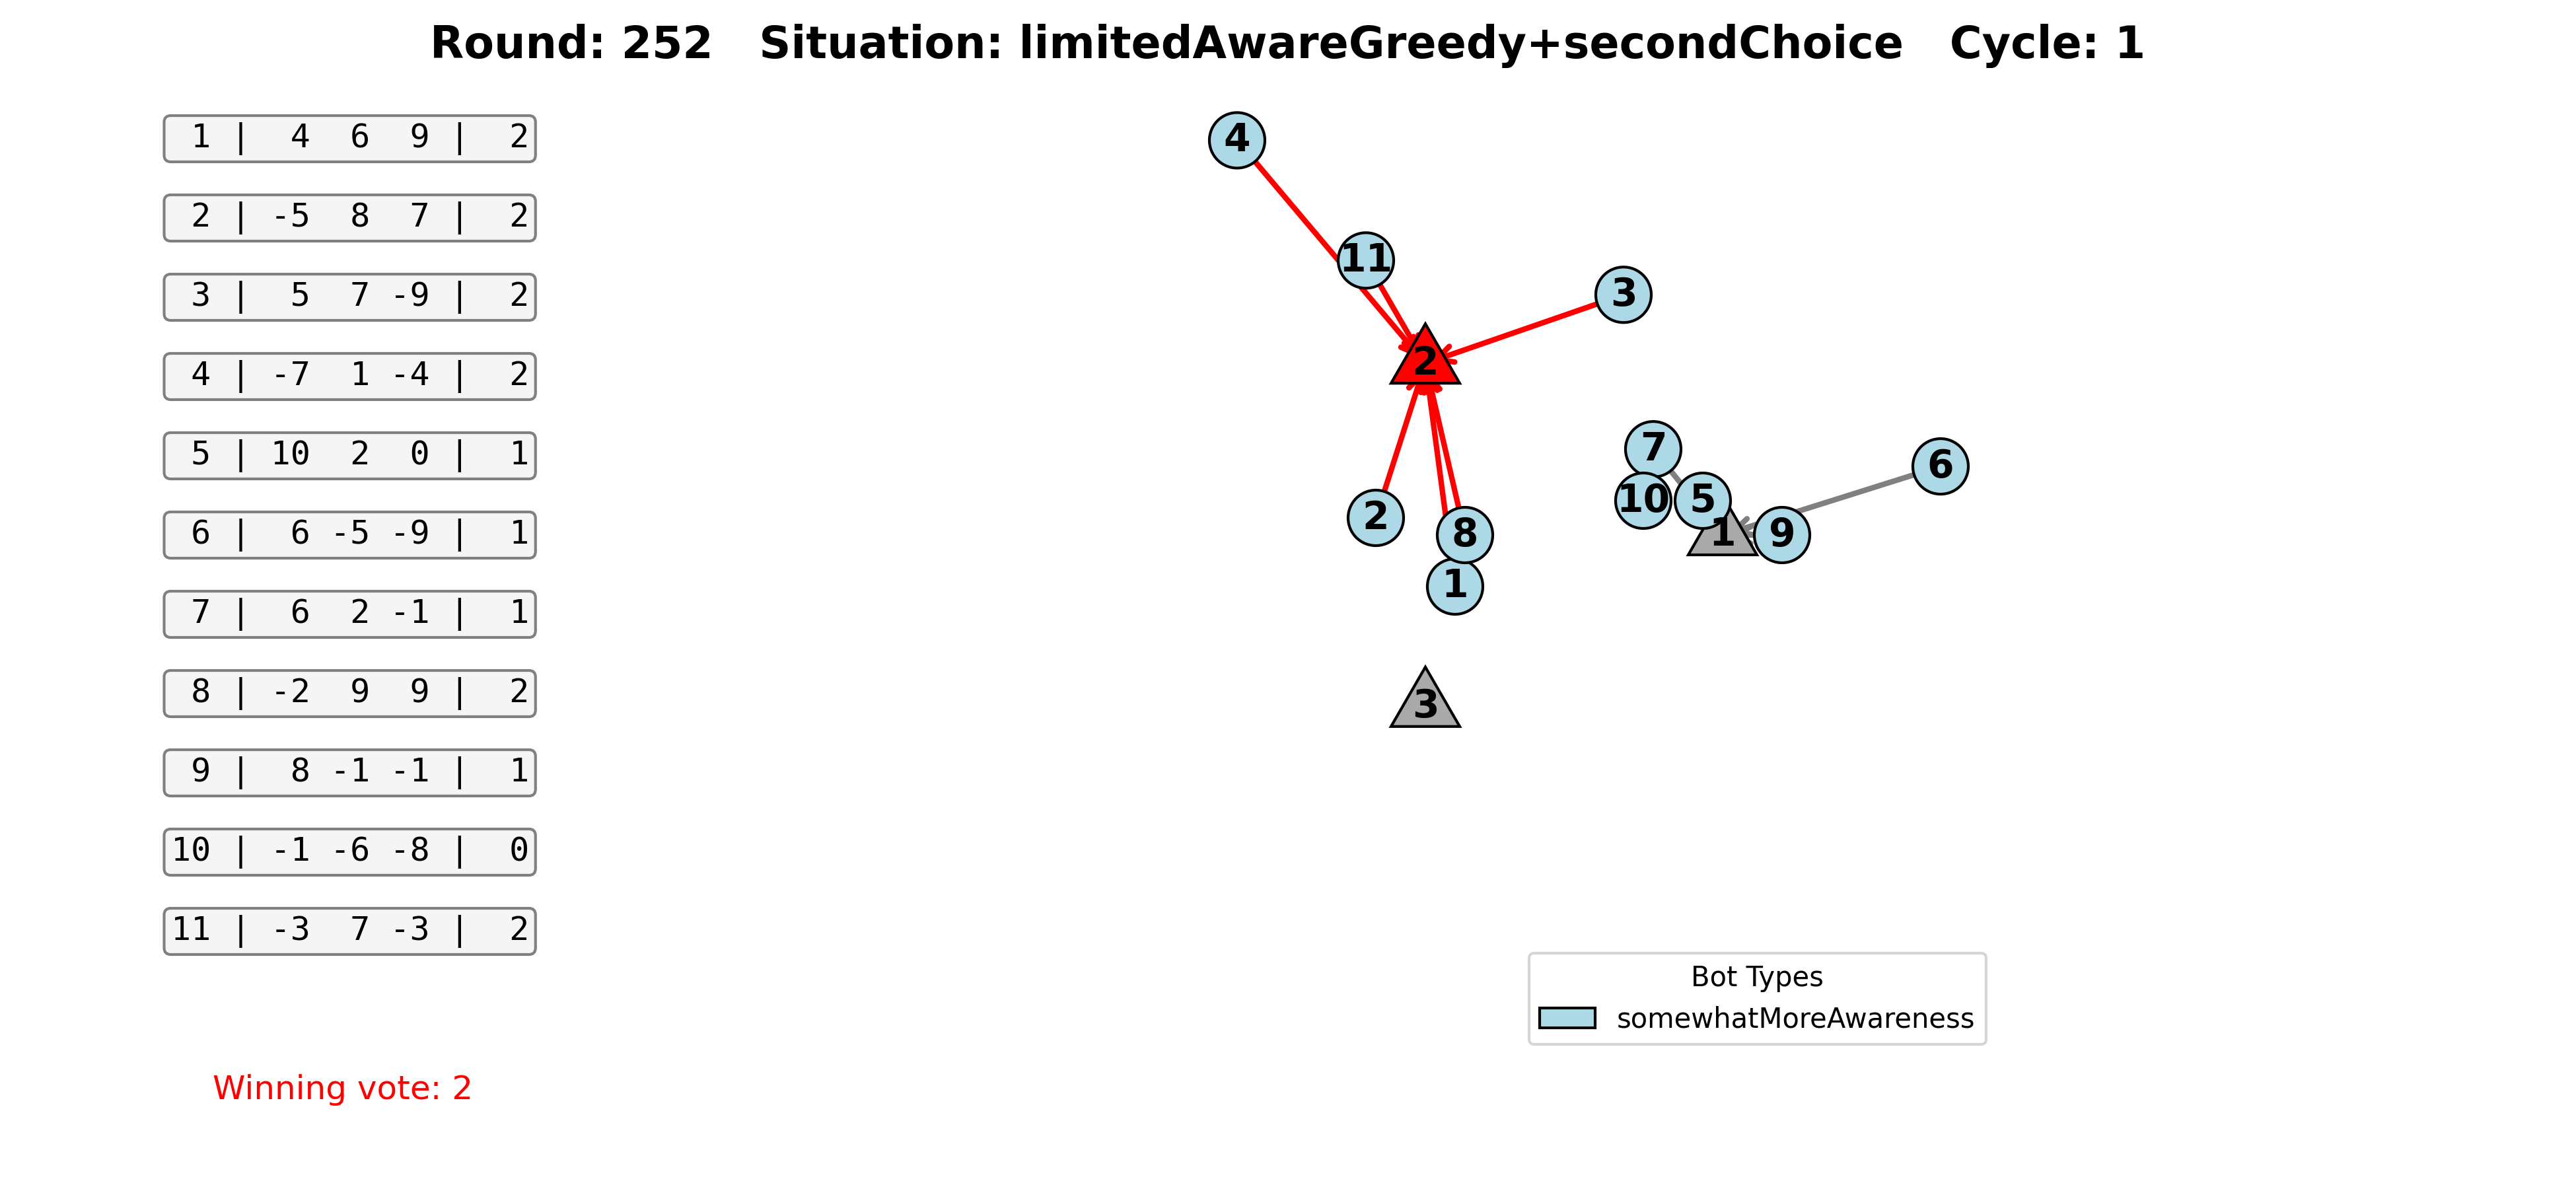 Round: 252   Situation: limitedAwareGreedy+secondChoice   Cycle: 1
1 |  4  6  9 |  2
2 | -5  8  7 |  2
3 |  5  7 -9 |  2
4 | -7  1 -4 |  2
5 | 10  2  0 |  1
6 |  6 -5 -9 |  1
7 |  6  2 -1 |  1
8 | -2  9  9 |  2
9 |  8 -1 -1 |  1
10 | -1 -6 -8 |  0
11 | -3  7 -3 |  2
Winning vote: 2
4
11
3
2
7
6
10
5
2
8
1
9
1
3
Bot Types
somewhatMoreAwareness